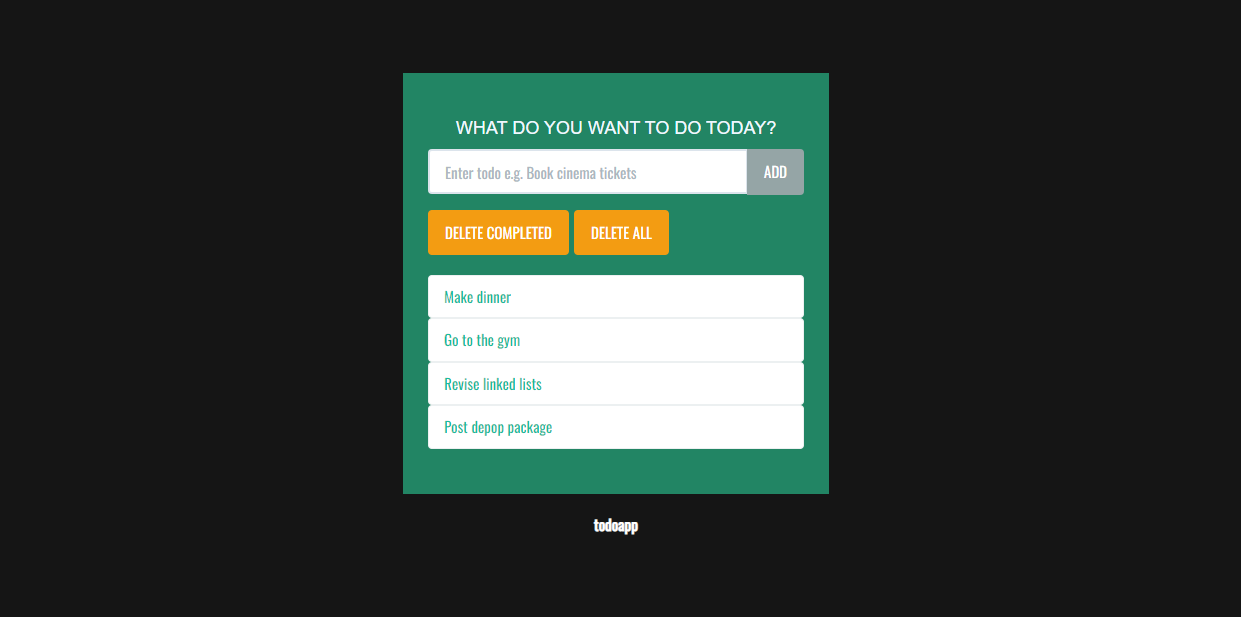 WHAT DO YOU WANT TO DO TODAY?
Enter todo e.g. Book cinema tickets ADD
DELETE COMPLETED DELETE ALL
Make dinner
Go to the gym
Revise linked lists
Post depop package
todoapp